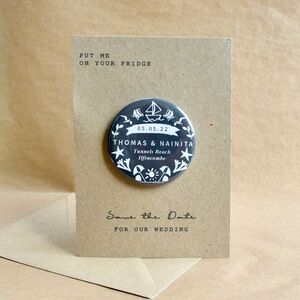 PUT ME
ON YOUR FRIDGE
05.05.22
THOMAS & NAINITA
Tunnels Beach
Ilfracombe
Save the Date
FOR OUR WEDDING